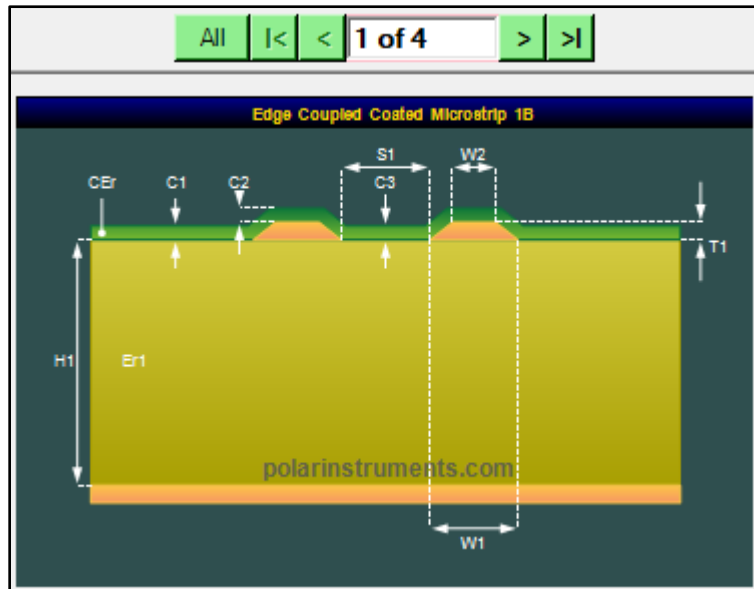 All |< < 1 of 4 > >|
Edge Coupled Coated Microstrip 1B
S1 W2
CEr C1 C2 C3
T1
H1 Er1
polarinstruments.com
W1